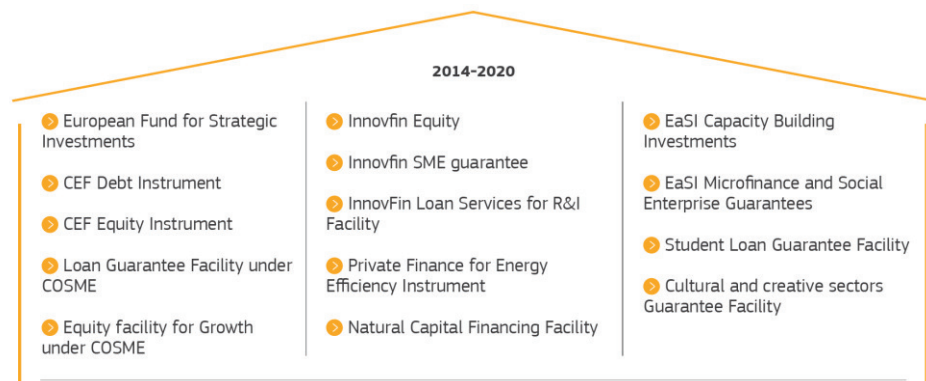 2014-2020
European Fund for Strategic
Investments
CEF Debt Instrument
CEF Equity Instrument
Loan Guarantee Facility under
COSME
Equity facility for Growth
under COSME
Innovfin Equity
Innovfin SME guarantee
InnovFin Loan Services for R&I
Facility
Private Finance for Energy
Efficiency Instrument
Natural Capital Financing Facility
EaSI Capacity Building
Investments
EaSI Microfinance and Social
Enterprise Guarantees
Student Loan Guarantee Facility
Cultural and creative sectors
Guarantee Facility